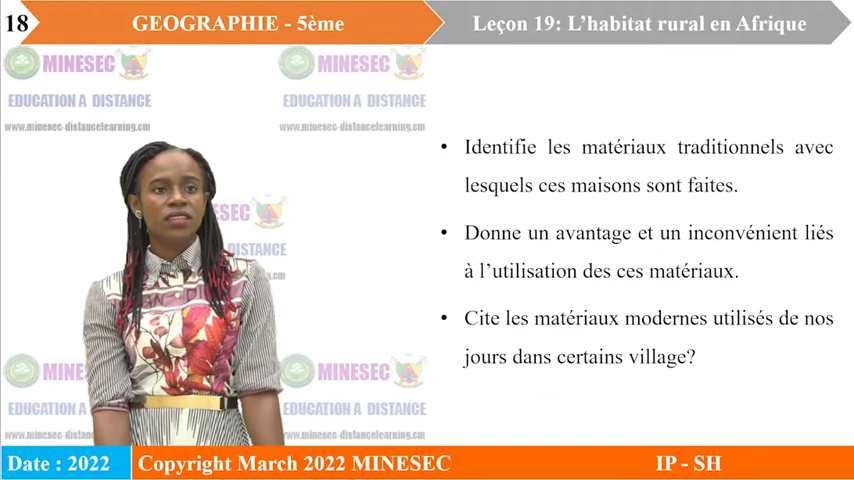 18
GEOGRAPHIE - 5ème
Leçon 19: L’habitat rural en Afrique
MINESEC
MINESEC
EDUCATION A DISTANCE
EDUCATION A DISTANCE
www.minesec-distancelearning.cm
www.minesec-distancelearning.cm
• Identifie les matériaux traditionnels avec
lesquels ces maisons sont faites.
ESEC
DISTANCE
• Donne un avantage et un inconvénient liés
à l’utilisation des ces matériaux.
• Cite les matériaux modernes utilisés de nos
jours dans certains village?
MINE
MINESEC
EDUCATION
EDUCATION A DISTANCE
www.minesec-distan
www.minesec-distancelearning.cm
Date : 2022
Copyright March 2022 MINESEC
IP - SH